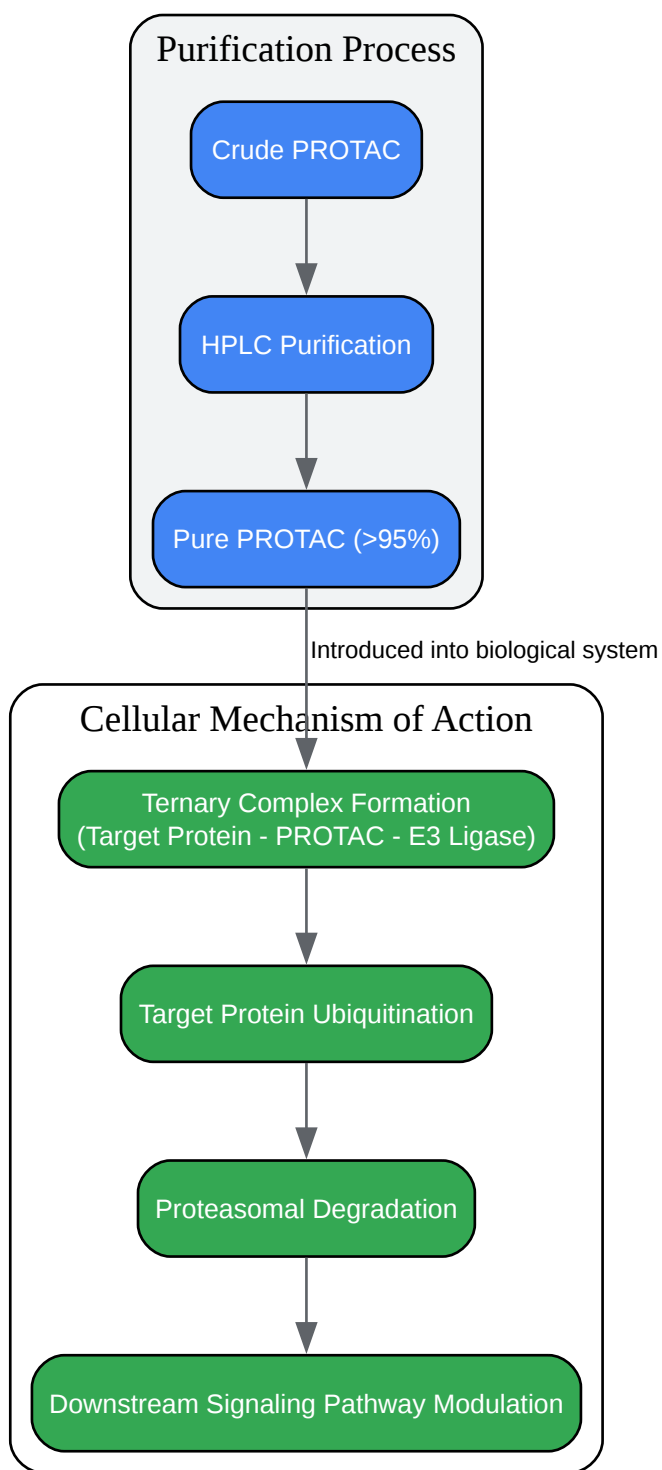 Purification Process
Crude PROTAC
HPLC Purification
Pure PROTAC (>95%)
Introduced into biological system
Cellular Mechanism of Action
Ternary Complex Formation
(Target Protein - PROTAC - E3 Ligase)
Target Protein Ubiquitination
Proteasomal Degradation
Downstream Signaling Pathway Modulation